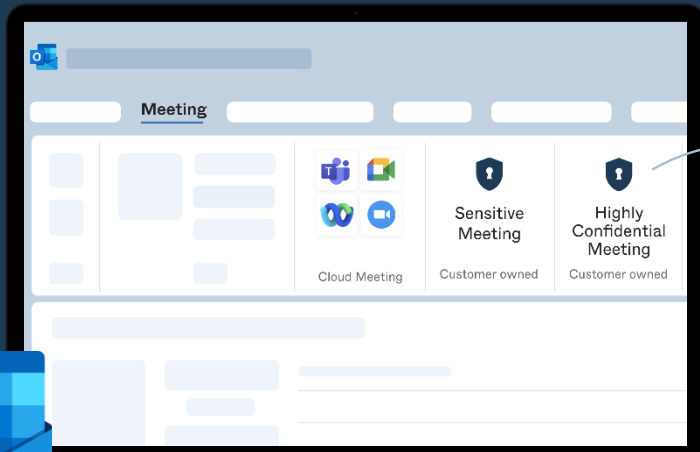 O
Meeting
T
Sensitive
Meeting
Highly
Confidential
Meeting
Cloud Meeting
Customer owned
Customer owned